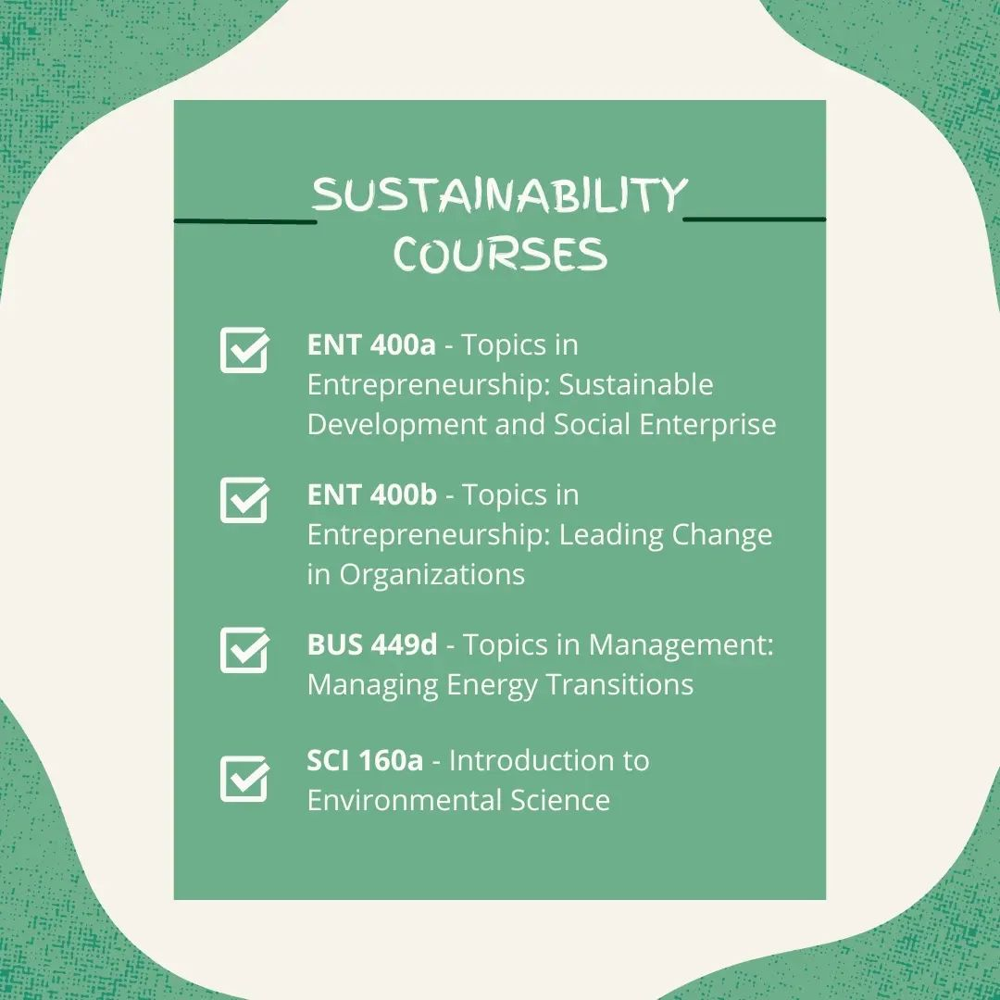 SUSTAINABILITY
COURSES
ENT 400a - Topics in
Entrepreneurship: Sustainable
Development and Social Enterprise
ENT 400b - Topics in
Entrepreneurship: Leading Change
in Organizations
BUS 449d - Topics in Management:
Managing Energy Transitions
SCI 160a - Introduction to
Environmental Science